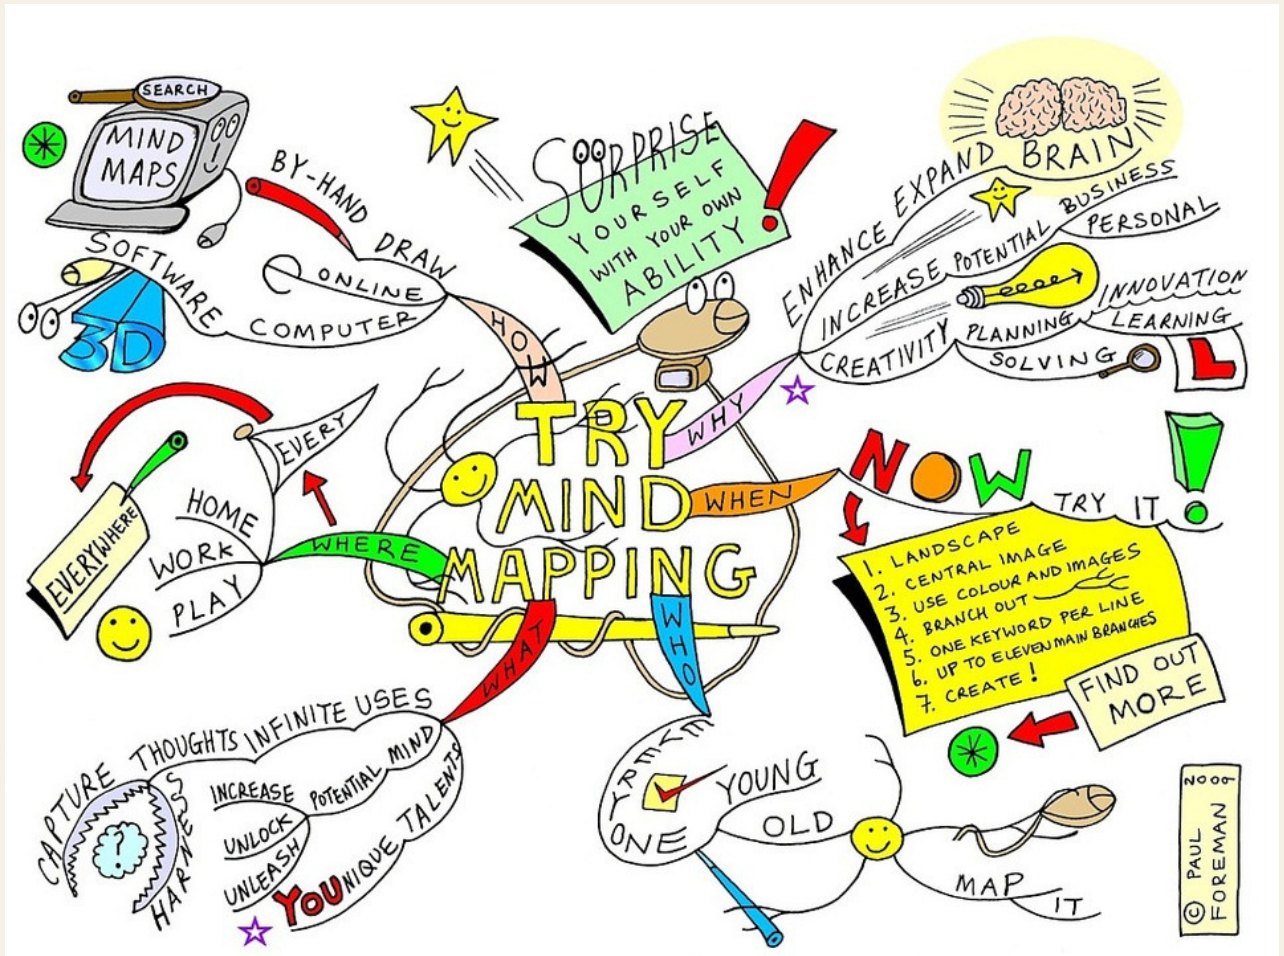 SEARCH
MIND
MAPS
SOFTWARE
3D
BY-HAND
DRAW
ONLINE
COMPUTER
HOW
SURPRISE
YOURSELF
WITH YOUR OWN
ABILITY
!
ENHANCE EXPAND BRAIN
INCREASE POTENTIAL BUSINESS
PERSONAL
CREATIVITY PLANNING INNOVATION
LEARNING
SOLVING
L
WHY
TRY
MIND
MAPPING
WHEN
NOW
TRY IT !
1. LANDSCAPE
2. CENTRAL IMAGE
3. USE COLOUR AND IMAGES
4. BRANCH OUT
5. ONE KEYWORD PER LINE
6. UP TO ELEVEN MAIN BRANCHES
7. CREATE!
FIND OUT
MORE
WHERE
EVERY
EVERYWHERE
HOME
WORK
PLAY
WHAT
INFINITE USES
THOUGHTS
CAPTURE
HARNESS
?
MIND
POTENTIAL
INCREASE
UNLOCK
UNLEASH
YOUNIQUE TALENTS
WHO
EVERYONE
YOUNG
OLD
MAP
IT
© PAUL
FOREMAN
2009